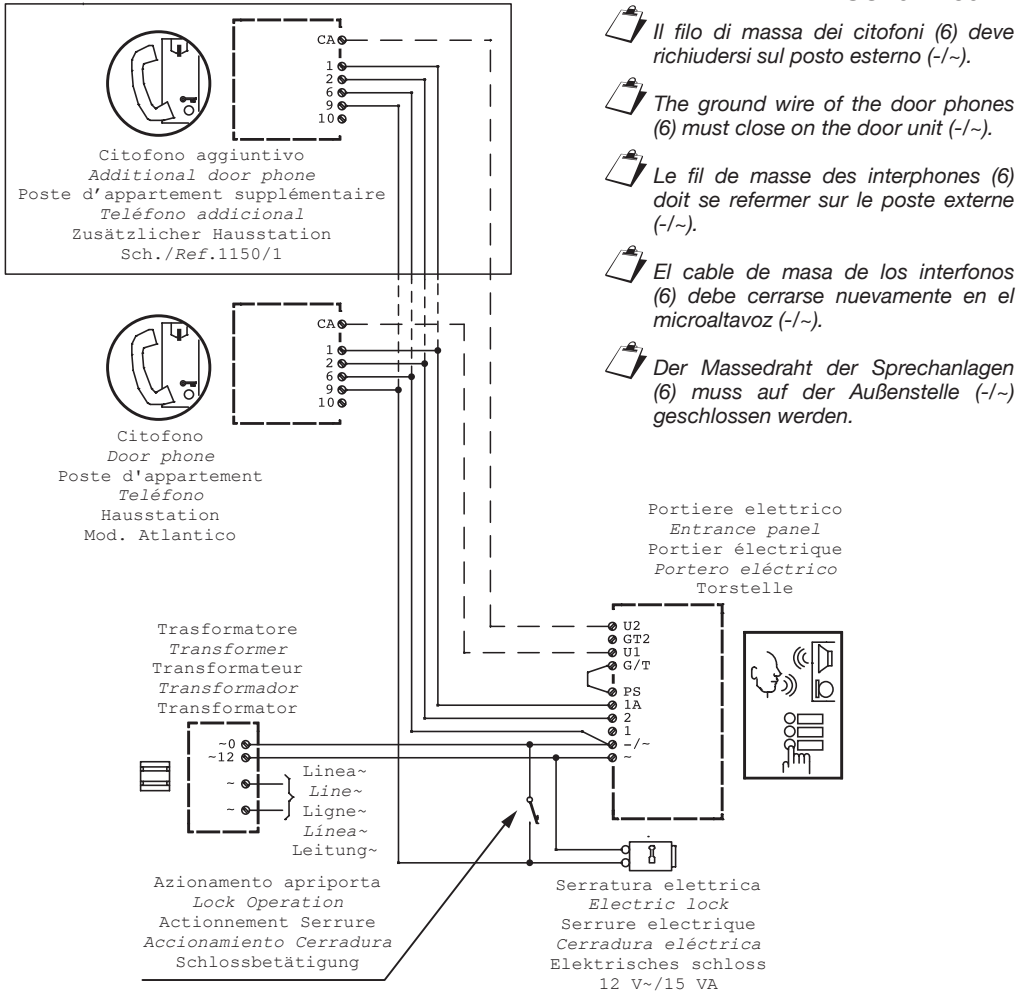 CA
1
2
6
9
10
Citofono aggiuntivo
Additional door phone
Poste d'appartement supplémentaire
Teléfono addicional
Zusätzlicher Hausstation
Sch./Ref.1150/1
Il filo di massa dei citofoni (6) deve
richiudersi sul posto esterno (-/~).
The ground wire of the door phones
(6) must close on the door unit (-/~).
Le fil de masse des interphones (6)
doit se refermer sur le poste externe
(-/~).
El cable de masa de los interfonos
(6) debe cerrarse nuevamente en el
microaltavoz (-/~).
Der Massedraht der Sprechanlagen
(6) muss auf der Außenstelle (-/~)
geschlossen werden.
CA
1
2
6
9
10
Citofono
Door phone
Poste d'appartement
Teléfono
Hausstation
Mod. Atlantico
Portiere elettrico
Entrance panel
Portier électrique
Portero eléctrico
Torstelle
U2
GT2
U1
G/T
PS
1A
2
1
-/~
~
Trasformatore
Transformer
Transformateur
Transformador
Transformator
~0
~12
~
~
Linea~
Line~
Ligne~
Línea~
Leitung~
Azionamento apriporta
Lock Operation
Actionnement Serrure
Accionamiento Cerradura
Schlossbetätigung
Serratura elettrica
Electric lock
Serrure electrique
Cerradura eléctrica
Elektrisches schloss
12 V~/15 VA